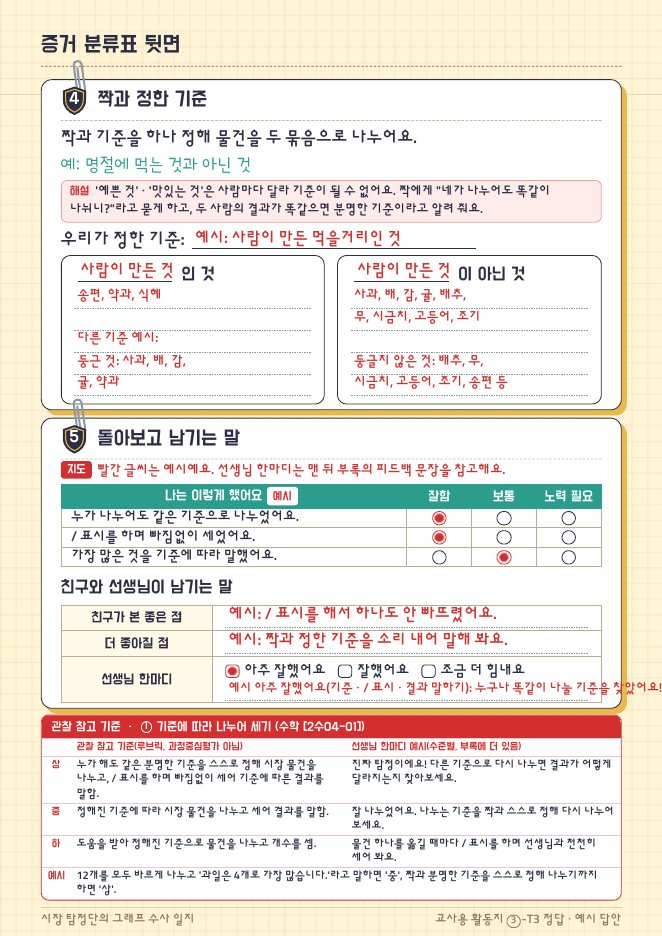 증거 분류표 뒷면
4 짝과 정한 기준
짝과 기준을 하나 정해 물건을 두 묶음으로 나누어요.
예: 명절에 먹는 것과 아닌 것
해설 '예쁜 것' · '맛있는 것'은 사람마다 달라 기준이 될 수 없어요. 짝에게 "네가 나누어도 똑같이
나뉘니?"라고 묻게 하고, 두 사람의 결과가 똑같으면 분명한 기준이라고 알려 줘요.
우리가 정한 기준: 예시: 사람이 만든 먹을거리인 것
사람이 만든 것 인 것
송편, 약과, 식혜
다른 기준 예시:
둥근 것: 사과, 배, 감,
귤, 약과
사람이 만든 것 이 아닌 것
사과, 배, 감, 귤, 배추,
무, 시금치, 고등어, 조기
둥글지 않은 것: 배추, 무,
시금치, 고등어, 조기, 송편 등
5 돌아보고 남기는 말
지도 빨간 글씨는 예시예요. 선생님 한마디는 맨 뒤 부록의 피드백 문장을 참고해요.
나는 이렇게 했어요 예시 잘함 보통 노력 필요
누가 나누어도 같은 기준으로 나누었어요.
/ 표시를 하며 빠짐없이 세었어요.
가장 많은 것을 기준에 따라 말했어요.
친구와 선생님이 남기는 말
친구가 본 좋은 점 예시: / 표시를 해서 하나도 안 빠뜨렸어요.
더 좋아질 점 예시: 짝과 정한 기준을 소리 내어 말해 봐요.
선생님 한마디 아주 잘했어요 잘했어요 조금 더 힘내요
예시 아주 잘했어요(기준 · / 표시 · 결과 말하기): 누구나 똑같이 나눌 기준을 찾았어요!
관찰 참고 기준 · ① 기준에 따라 나누어 세기 (수학 [2수04-01])
관찰 참고 기준(루브릭, 과정중심평가 아님) 선생님 한마디 예시(수준별, 부록에 더 있음)
상 누가 해도 같은 분명한 기준을 스스로 정해 시장 물건을
나누고, / 표시를 하며 빠짐없이 세어 기준에 따른 결과를
말함.
진짜 탐정이에요! 다른 기준으로 다시 나누면 결과가 어떻게
달라지는지 찾아보세요.
중 정해진 기준에 따라 시장 물건을 나누고 세어 결과를 말함.
잘 나누었어요. 나누는 기준을 짝과 스스로 정해 다시 나누어
보세요.
하 도움을 받아 정해진 기준으로 물건을 나누고 개수를 셈.
물건 하나를 옮길 때마다 / 표시를 하며 선생님과 천천히
세어 봐요.
예시 12개를 모두 바르게 나누고 '과일은 4개로 가장 많습니다.'라고 말하면 '중', 짝과 분명한 기준을 스스로 정해 나누기까지
하면 '상'.
시장 탐정단의 그래프 수사 일지
교사용 활동지 ③-T3 정답 · 예시 답안